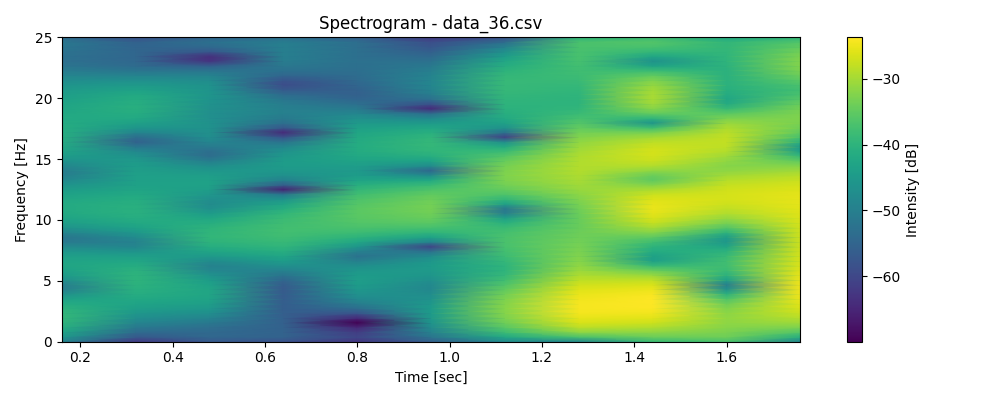 Spectrogram - data_36.csv
Frequency [Hz]
25
20
15
10
5
0
0.2 0.4 0.6 0.8 1.0 1.2 1.4 1.6
Time [sec]
−30
−40
−50
−60
Intensity [dB]